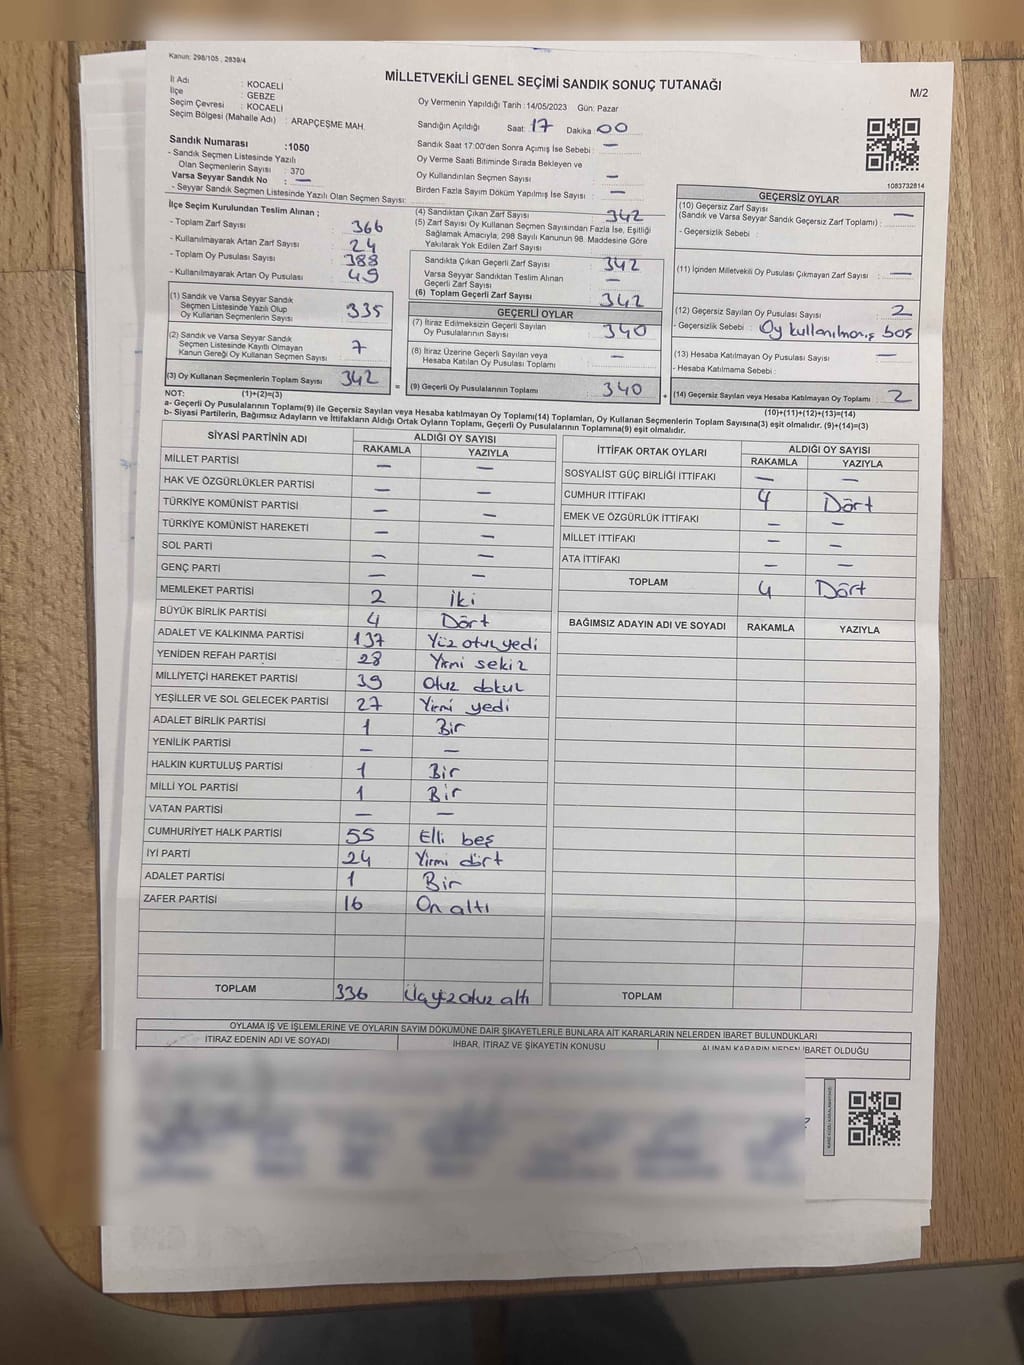 Kanun: 298/105 , 2839/4
MİLLETVEKİLİ GENEL SEÇİMİ SANDIK SONUÇ TUTANAĞI
M/2
İl Adı : KOCAELİ
İlçe : GEBZE
Seçim Çevresi : KOCAELİ
Seçim Bölgesi (Mahalle Adı) : ARAPÇEŞME MAH.
Sandık Numarası :1050
- Sandık Seçmen Listesinde Yazılı
Olan Seçmenlerin Sayısı : 370
Varsa Seyyar Sandık No : —
- Seyyar Sandık Seçmen Listesinde Yazılı Olan Seçmen Sayısı:
Oy Vermenin Yapıldığı Tarih :14/05/2023 Gün: Pazar
Sandığın Açıldığı Saat: 17 Dakika 00
Sandık Saat 17:00'den Sonra Açımış İse Sebebi : —
Oy Verme Saati Bitiminde Sırada Bekleyen ve
Oy Kullandırılan Seçmen Sayısı : —
Birden Fazla Sayım Döküm Yapılmış İse Sayısı : —
1083732814
İlçe Seçim Kurulundan Teslim Alınan ;
- Toplam Zarf Sayısı : 366
- Kullanılmayarak Artan Zarf Sayısı : 24
- Toplam Oy Pusulası Sayısı : 388
- Kullanılmayarak Artan Oy Pusulası : 49
(1) Sandık ve Varsa Seyyar Sandık
Seçmen Listesinde Yazılı Olup
Oy Kullanan Seçmenlerin Sayısı : 335
(2) Sandık ve Varsa Seyyar Sandık
Seçmen Listesinde Kayıtlı Olmayan
Kanun Gereği Oy Kullanan Seçmen Sayısı : 7
(3) Oy Kullanan Seçmenlerin Toplam Sayısı : 342
(4) Sandıktan Çıkan Zarf Sayısı : 342
(5) Zarf Sayısı Oy Kullanan Seçmen Sayısından Fazla İse, Eşitliği
Sağlamak Amacıyla, 298 Sayılı Kanunun 98. Maddesine Göre
Yakılarak Yok Edilen Zarf Sayısı
Sandıkta Çıkan Geçerli Zarf Sayısı : 342
Varsa Seyyar Sandıktan Teslim Alınan
Geçerli Zarf Sayısı : —
(6) Toplam Geçerli Zarf Sayısı : 342
GEÇERLİ OYLAR
(7) İtiraz Edilmeksizin Geçerli Sayılan
Oy Pusulalarının Sayısı : 340
(8) İtiraz Üzerine Geçerli Sayılan veya
Hesaba Katılan Oy Pusulası Toplamı : —
= (9) Geçerli Oy Pusulalarının Toplamı : 340
GEÇERSİZ OYLAR
(10) Geçersiz Zarf Sayısı
(Sandık ve Varsa Seyyar Sandık Geçersiz Zarf Toplamı) : —
- Geçersizlik Sebebi :
(11) İçinden Milletvekili Oy Pusulası Çıkmayan Zarf Sayısı : —
(12) Geçersiz Sayılan Oy Pusulası Sayısı : 2
- Geçersizlik Sebebi : Oy kullanılmamış boş
(13) Hesaba Katılmayan Oy Pusulası Sayısı : —
- Hesaba Katılmama Sebebi :
+ (14) Geçersiz Sayılan veya Hesaba Katılmayan Oy Toplamı : 2
NOT: (1)+(2)=(3)
(10)+(11)+(12)+(13)=(14)
a- Geçerli Oy Pusulalarının Toplamı(9) ile Geçersiz Sayılan veya Hesaba katılmayan Oy Toplamı(14) Toplamları, Oy Kullanan Seçmenlerin Toplam Sayısına(3) eşit olmalıdır. (9)+(14)=(3)
b- Siyasi Partilerin, Bağımsız Adayların ve İttifakların Aldığı Ortak Oyların Toplamı, Geçerli Oy Pusulalarının Toplamına(9) eşit olmalıdır.
SİYASİ PARTİNİN ADI ALDIĞI OY SAYISI
RAKAMLA YAZIYLA
MİLLET PARTİSİ — —
HAK VE ÖZGÜRLÜKLER PARTİSİ — —
TÜRKİYE KOMÜNİST PARTİSİ — —
TÜRKİYE KOMÜNİST HAREKETİ — —
SOL PARTİ — —
GENÇ PARTİ — —
MEMLEKET PARTİSİ 2 İki
BÜYÜK BİRLİK PARTİSİ 4 Dört
ADALET VE KALKINMA PARTİSİ 137 Yüz otuz yedi
YENİDEN REFAH PARTİSİ 28 Yirmi sekiz
MİLLİYETÇİ HAREKET PARTİSİ 39 Otuz dokuz
YEŞİLLER VE SOL GELECEK PARTİSİ 27 Yirmi yedi
ADALET BİRLİK PARTİSİ 1 Bir
YENİLİK PARTİSİ — —
HALKIN KURTULUŞ PARTİSİ 1 Bir
MİLLİ YOL PARTİSİ 1 Bir
VATAN PARTİSİ — —
CUMHURİYET HALK PARTİSİ 55 Elli beş
İYİ PARTİ 24 Yirmi dört
ADALET PARTİSİ 1 Bir
ZAFER PARTİSİ 16 On altı
TOPLAM 336 Üçyüz otuz altı
İTTİFAK ORTAK OYLARI ALDIĞI OY SAYISI
RAKAMLA YAZIYLA
SOSYALİST GÜÇ BİRLİĞİ İTTİFAKI — —
CUMHUR İTTİFAKI 4 Dört
EMEK VE ÖZGÜRLÜK İTTİFAKI — —
MİLLET İTTİFAKI — —
ATA İTTİFAKI — —
TOPLAM 4 Dört
BAĞIMSIZ ADAYIN ADI VE SOYADI RAKAMLA YAZIYLA
TOPLAM
OYLAMA İŞ VE İŞLEMLERİNE VE OYLARIN SAYIM DÖKÜMÜNE DAİR ŞİKAYETLERLE BUNLARA AİT KARARLARIN NELERDEN İBARET BULUNDUKLARI
İTİRAZ EDENİN ADI VE SOYADI İHBAR, İTİRAZ VE ŞİKAYETİN KONUSU ALINAN KARARIN NEDEN İBARET OLDUĞU